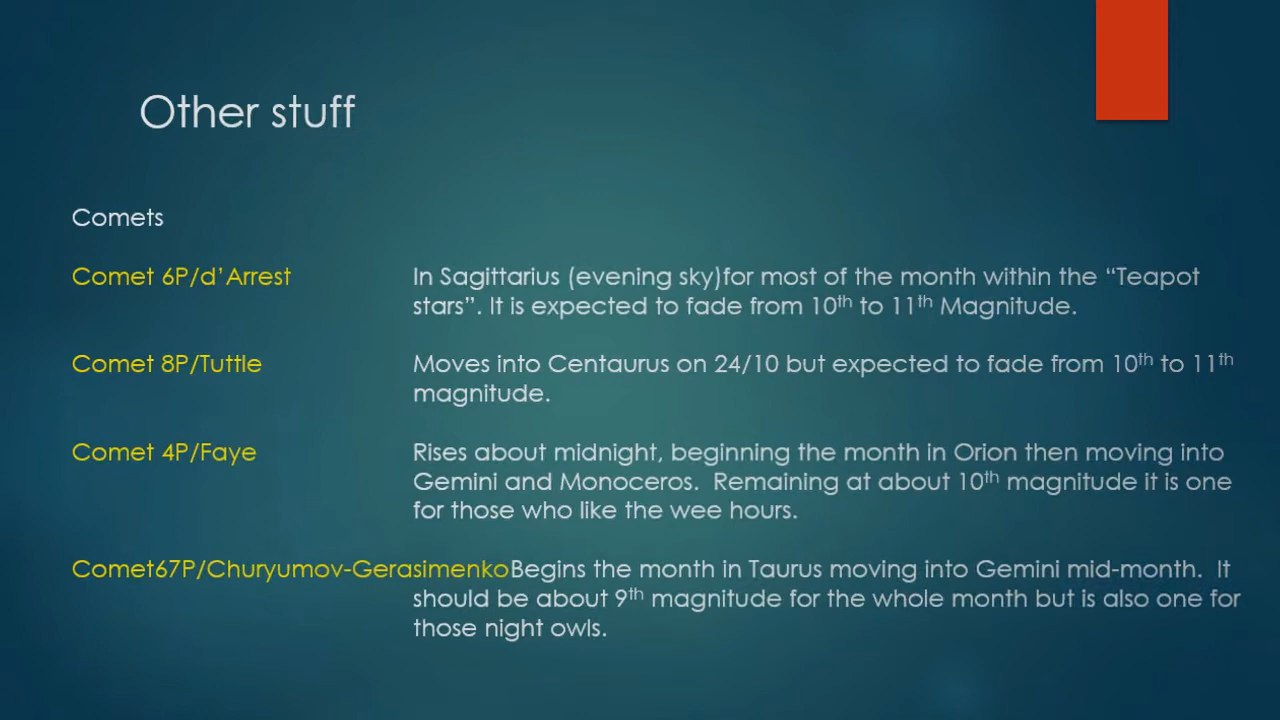 Other stuff
Comets
Comet 6P/d’Arrest In Sagittarius (evening sky)for most of the month within the “Teapot
stars”. It is expected to fade from 10th to 11th Magnitude.
Comet 8P/Tuttle Moves into Centaurus on 24/10 but expected to fade from 10th to 11th
magnitude.
Comet 4P/Faye Rises about midnight, beginning the month in Orion then moving into
Gemini and Monoceros.  Remaining at about 10th magnitude it is one
for those who like the wee hours.
Comet67P/Churyumov-GerasimenkoBegins the month in Taurus moving into Gemini mid-month.  It
should be about 9th magnitude for the whole month but is also one for
those night owls.